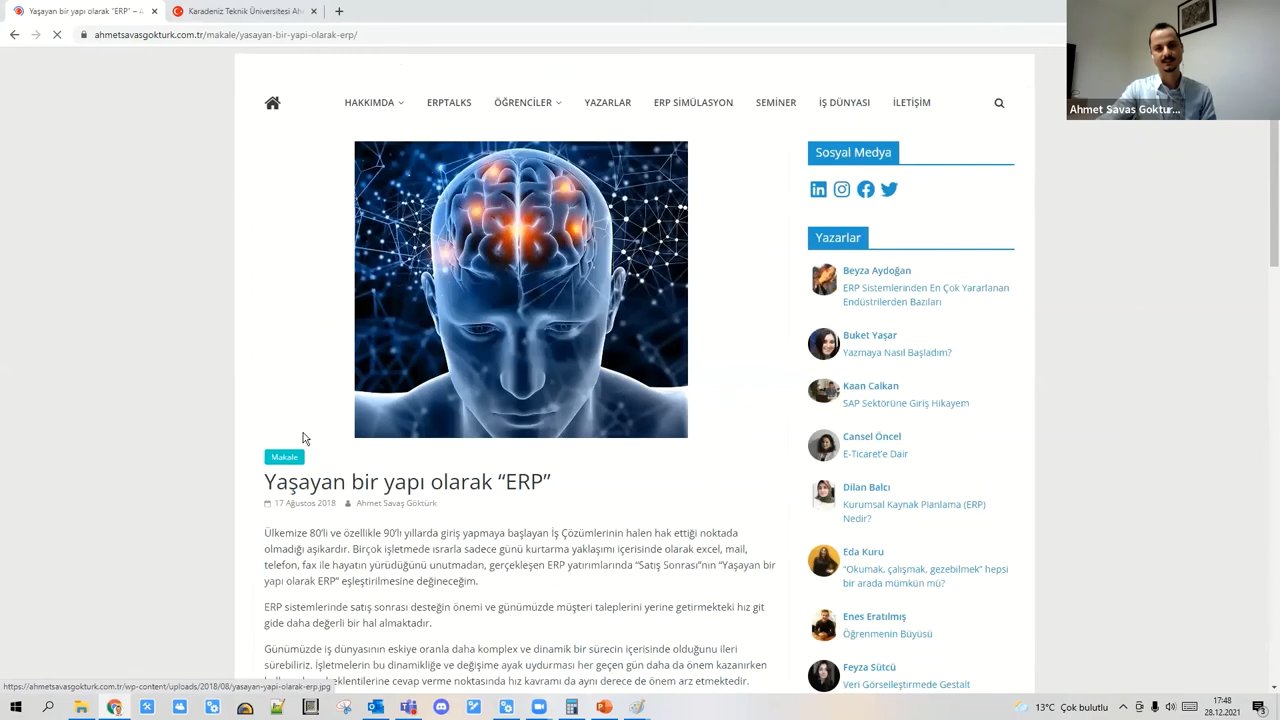 Yaşayan bir yapı olarak "ERP" – A
Karadeniz Teknik Üniversitesi Ah
ahmetsavasgokturk.com.tr/makale/yasayan-bir-yapi-olarak-erp/
Ahmet Savas Goktur...
HAKKIMDA
ERPTALKS
ÖĞRENCİLER
YAZARLAR
ERP SİMÜLASYON
SEMİNER
İŞ DÜNYASI
İLETİŞİM
Makale
Yaşayan bir yapı olarak “ERP”
17 Ağustos 2018 Ahmet Savaş Göktürk
Ülkemize 80’li ve özellikle 90’lı yıllarda giriş yapmaya başlayan İş Çözümlerinin halen hak ettiği noktada
olmadığı aşikardır. Birçok işletmede ısrarla sadece günü kurtarma yaklaşımı içerisinde olarak excel, mail,
telefon, fax ile hayatın yürüdüğünü unutmadan, gerçekleşen ERP yatırımlarında “Satış Sonrası”nın “Yaşayan bir
yapı olarak ERP” eşleştirilmesine değineceğim.
ERP sistemlerinde satış sonrası desteğin önemi ve günümüzde müşteri taleplerini yerine getirmekteki hız git
gide daha değerli bir hal almaktadır.
Günümüzde iş dünyasının eskiye oranla daha kompleks ve dinamik bir sürecin içerisinde olduğunu ileri
sürebiliriz. İşletmelerin bu dinamikliğe ve değişime ayak uydurması her geçen gün daha da önem kazanırken
eklentilerine cevap verme noktasında hız kavramı da aynı derece de önem arz etmektedir.
Sosyal Medya
Yazarlar
Beyza Aydoğan
ERP Sistemlerinden En Çok Yararlanan
Endüstrilerden Bazıları
Buket Yaşar
Yazmaya Nasıl Başladım?
Kaan Calkan
SAP Sektörüne Giriş Hikayem
Cansel Öncel
E-Ticaret’e Dair
Dilan Balcı
Kurumsal Kaynak Planlama (ERP)
Nedir?
Eda Kuru
“Okumak, çalışmak, gezebilmek” hepsi
bir arada mümkün mü?
Enes Eratılmış
Öğrenmenin Büyüsü
Feyza Sütcü
Veri Görselleştirmede Gestalt
https://ahmetsavasgokturk.com.tr/wp-content/uploads/2018/08/yasayan-yapi-olarak-erp.jpg
13°C Çok bulutlu
17:48
28.12.2021